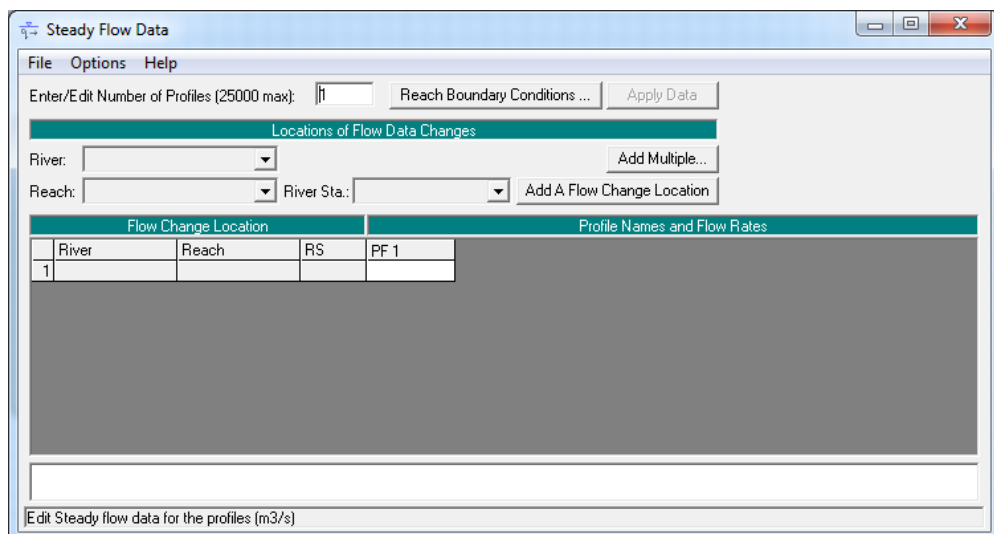 Steady Flow Data
File Options Help
Enter/Edit Number of Profiles (25000 max): 1 Reach Boundary Conditions ... Apply Data
Locations of Flow Data Changes
River: Add Multiple...
Reach: River Sta.: Add A Flow Change Location
Flow Change Location Profile Names and Flow Rates
River Reach RS PF 1
1
Edit Steady flow data for the profiles (m3/s)